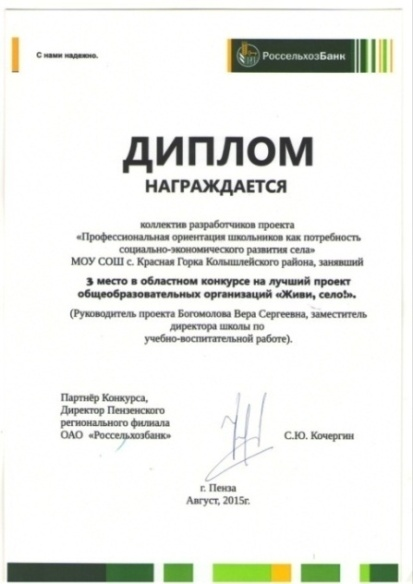 С нами надежно.
РоссельхозБанк
ДИПЛОМ
НАГРАЖДАЕТСЯ
коллектив разработчиков проекта
«Профессиональная ориентация школьников как потребность
социально-экономического развития села»
МОУ СОШ с. Красная Горка Колышлейского района, занявший
3 место в областном конкурсе на лучший проект
общеобразовательных организаций «Живи, село!».
(Руководитель проекта Богомолова Вера Сергеевна, заместитель
директора школы по
учебно-воспитательной работе).
Партнёр Конкурса,
Директор Пензенского
регионального филиала
ОАО «Россельхозбанк»
С.Ю. Кочергин
г. Пенза
Август, 2015г.